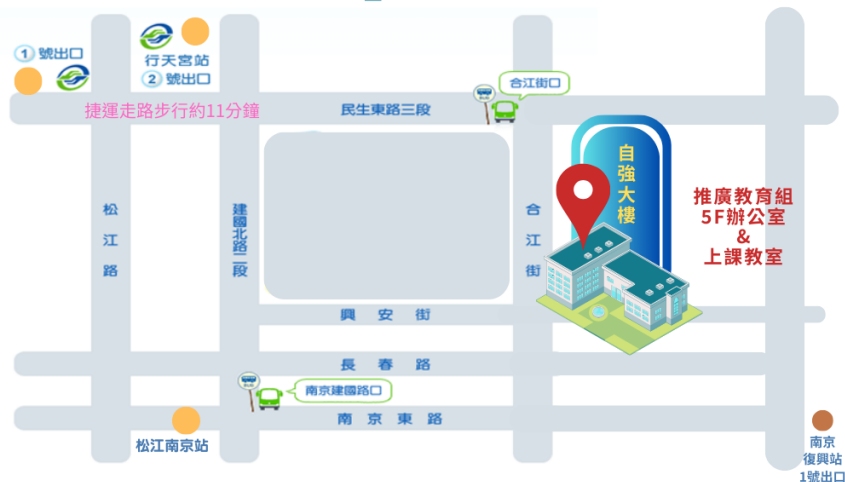 1 號出口
行天宮站
2 號出口
捷運走路步行約11分鐘
民生東路三段
合江街口
BUS
自強大樓
推廣教育組
5F辦公室
&
上課教室
松江路
建國北路二段
合江街
興安街
長春路
BUS
南京建國路口
南京東路
松江南京站
南京
復興站
1號出口